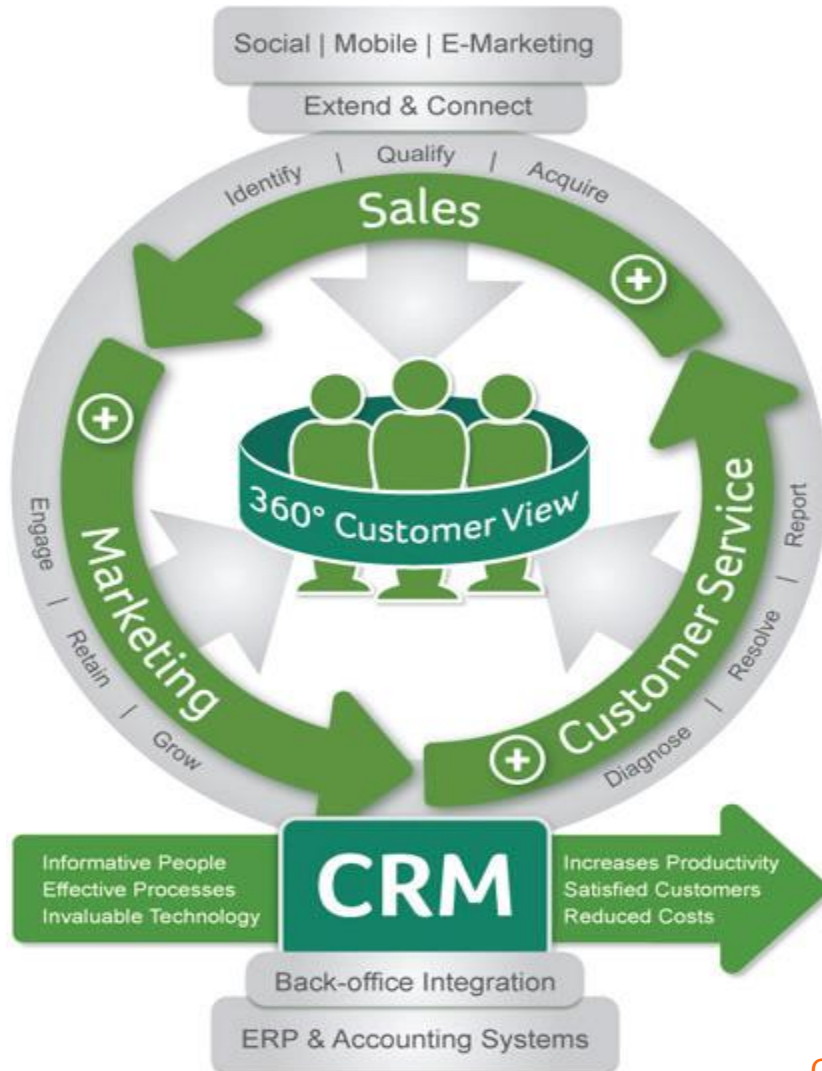 Social | Mobile | E-Marketing
Extend & Connect
Identify | Qualify | Acquire
Sales
360° Customer View
Marketing
Engage | Retain | Grow
Customer Service
Diagnose | Resolve | Report
Informative People
Effective Processes
Invaluable Technology
CRM
Increases Productivity
Satisfied Customers
Reduced Costs
Back-office Integration
ERP & Accounting Systems